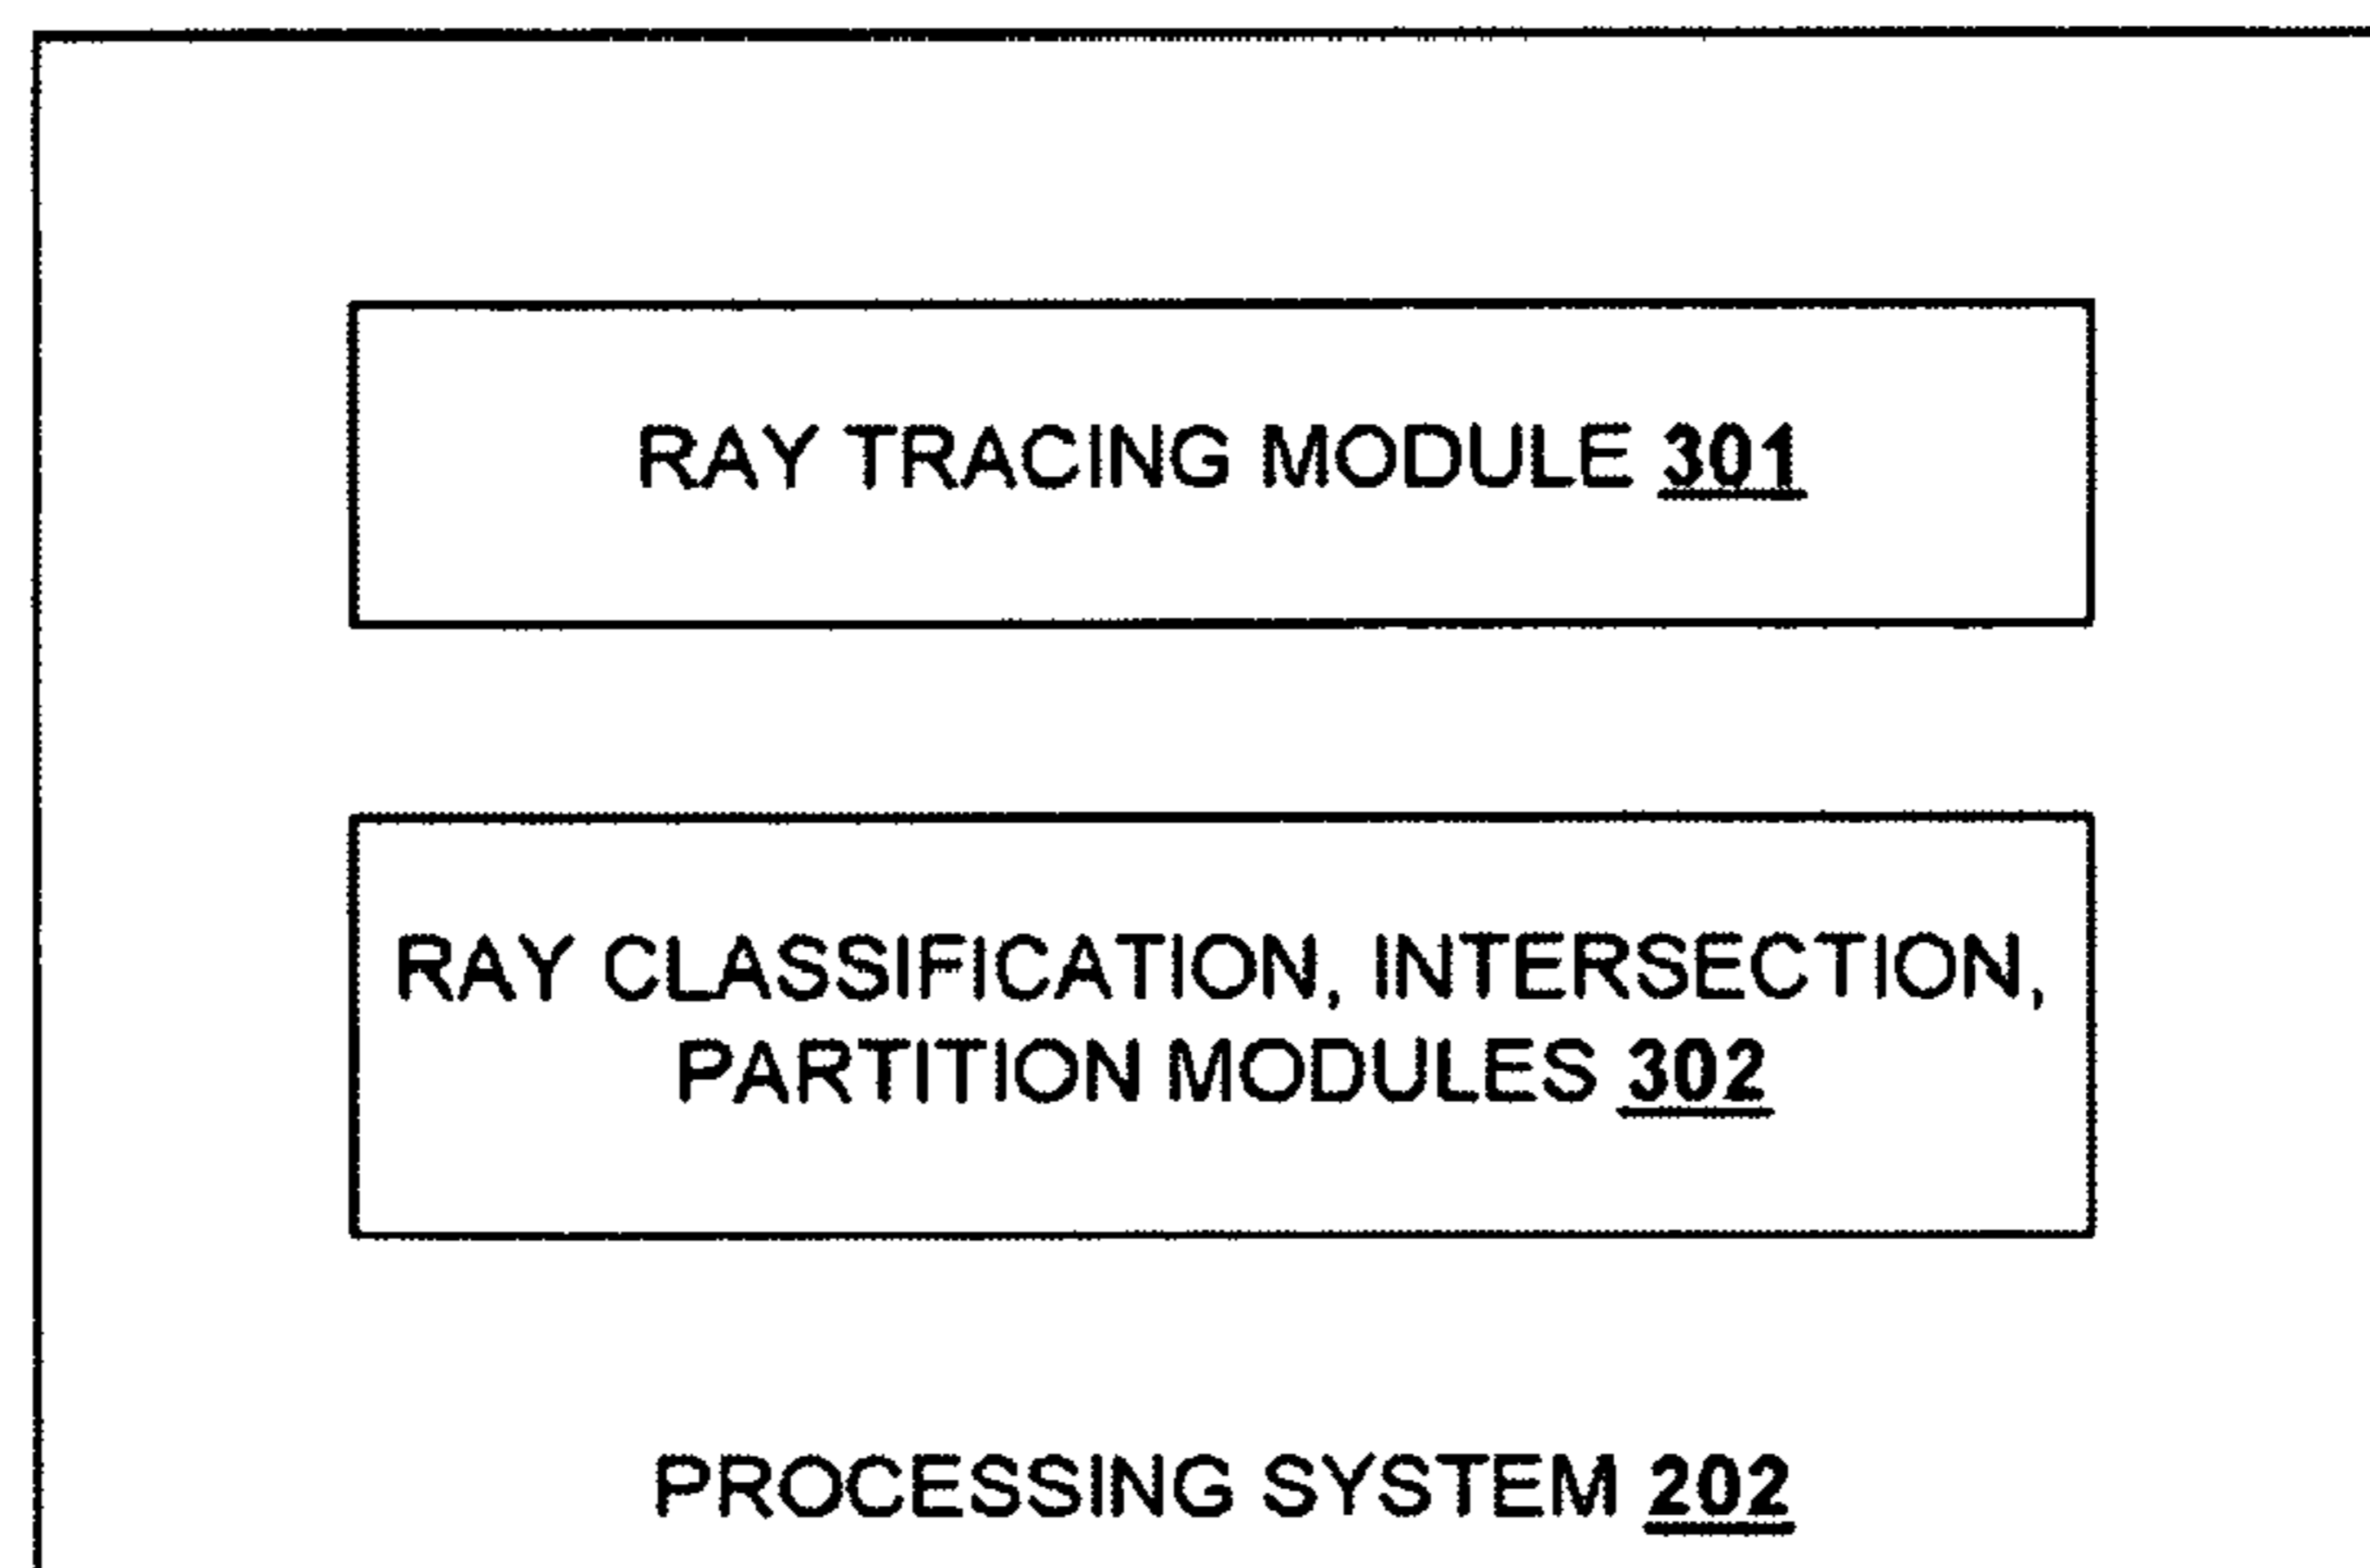 RAY TRACING MODULE 301
RAY CLASSIFICATION, INTERSECTION,
PARTITION MODULES 302
PROCESSING SYSTEM 202